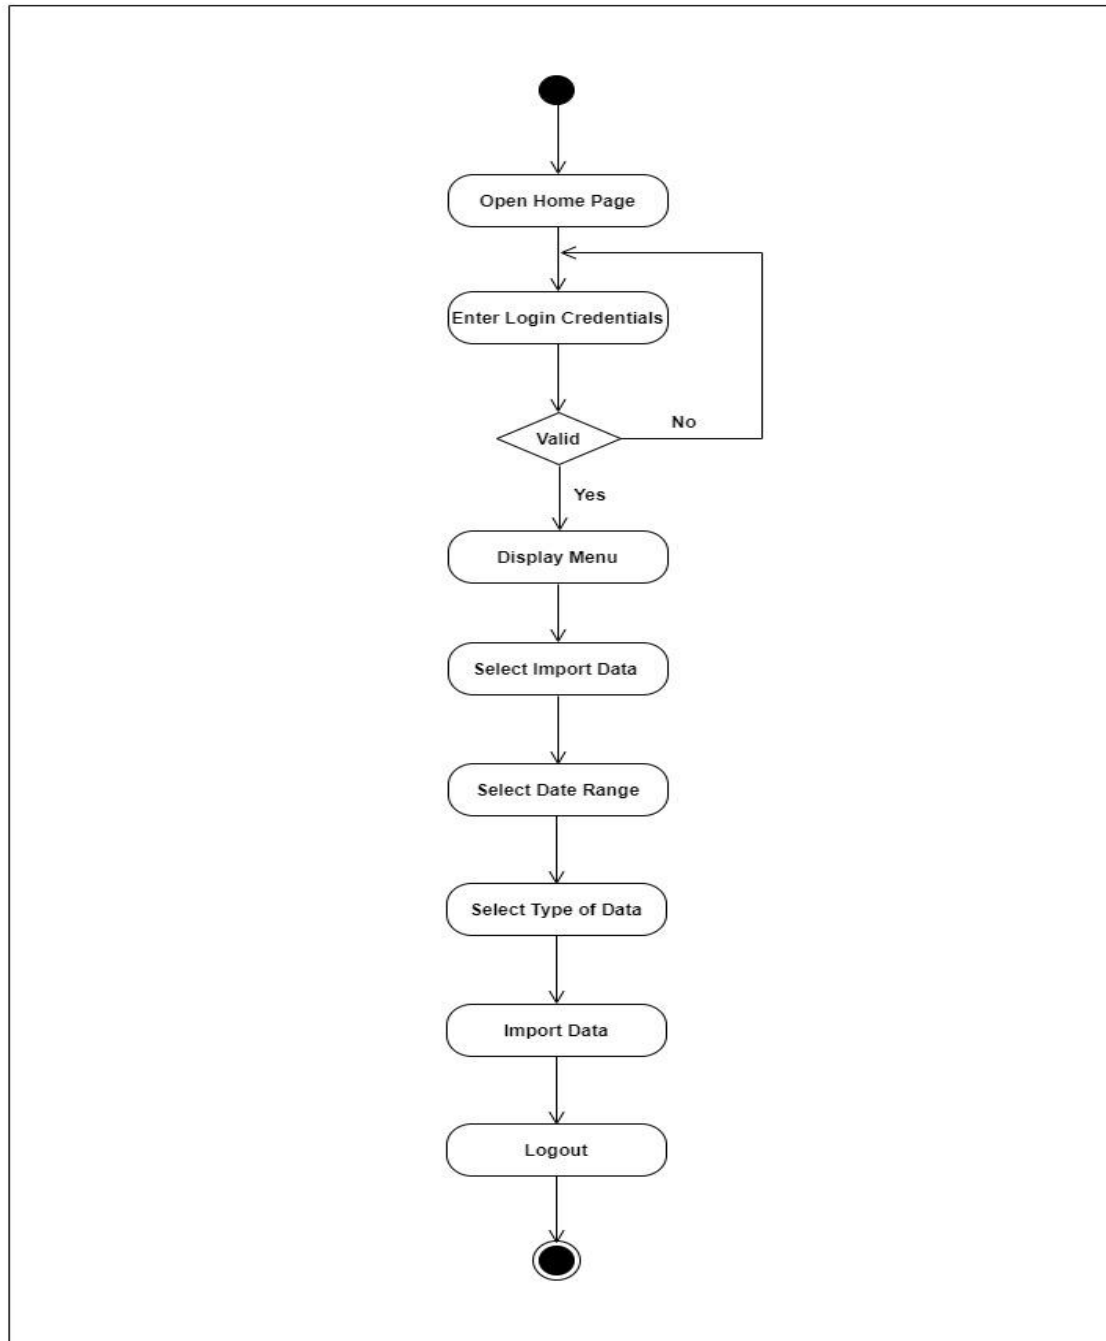 Open Home Page
Enter Login Credentials
Valid
No
Yes
Display Menu
Select Import Data
Select Date Range
Select Type of Data
Import Data
Logout